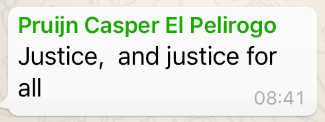 Pruijn Casper El Pelirogo
Justice,  and justice for
all
08:41